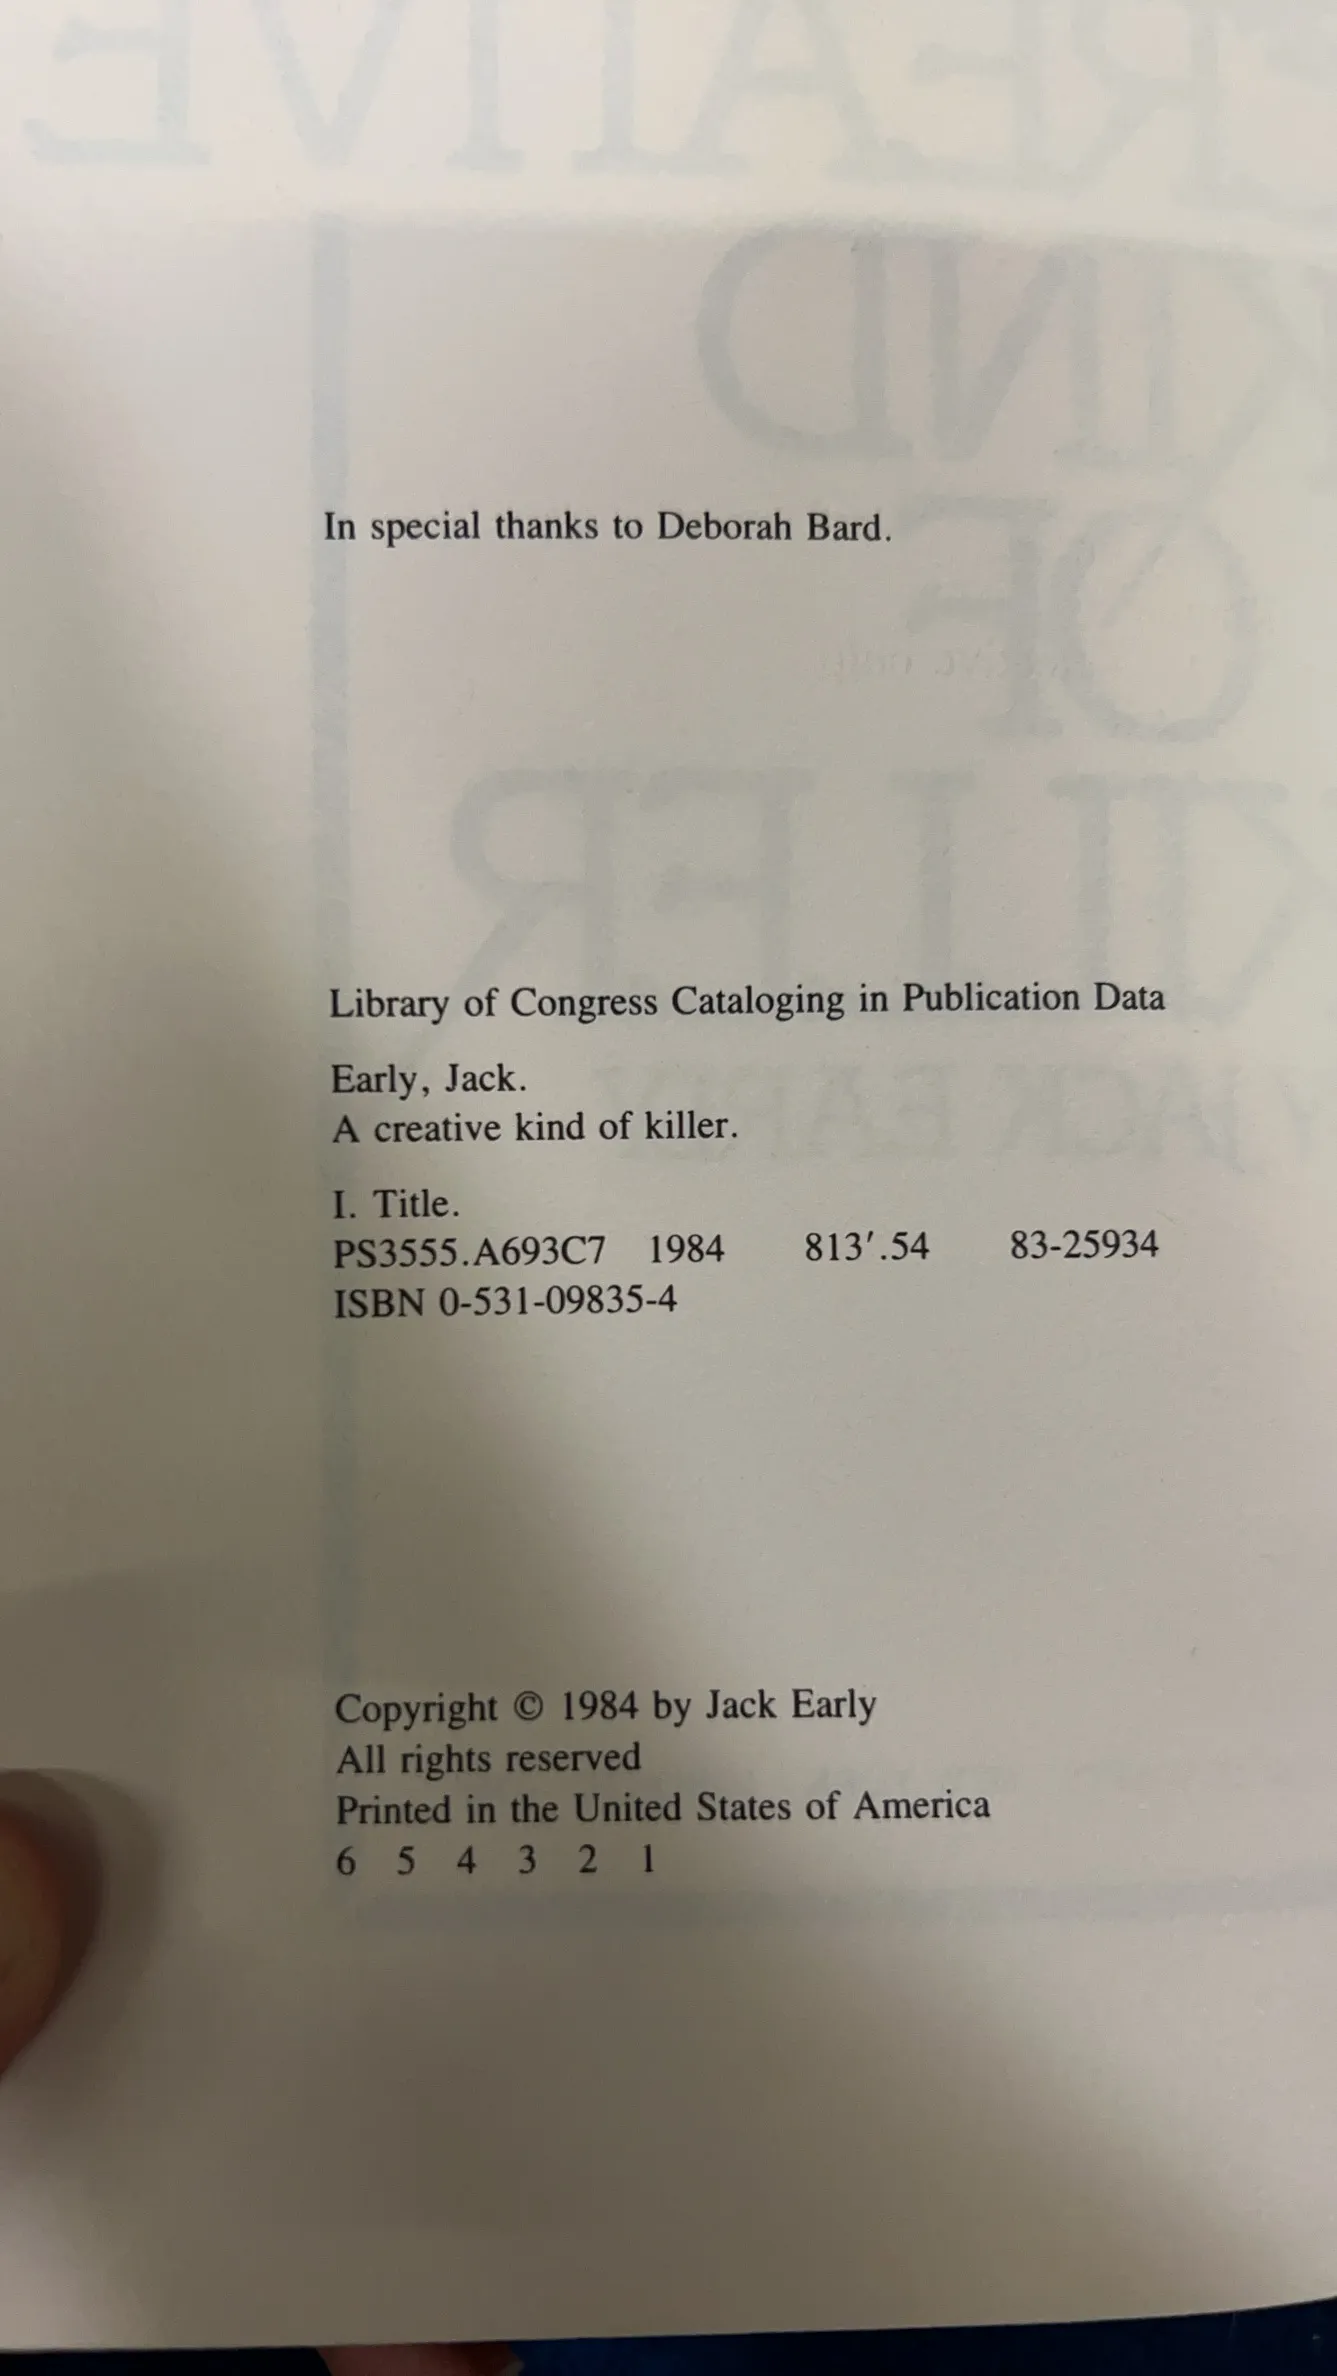 In special thanks to Deborah Bard.
Library of Congress Cataloging in Publication Data
Early, Jack.
A creative kind of killer.
I. Title.
PS3555.A693C7 1984 813′.54 83-25934
ISBN 0-531-09835-4
Copyright © 1984 by Jack Early
All rights reserved
Printed in the United States of America
6 5 4 3 2 1